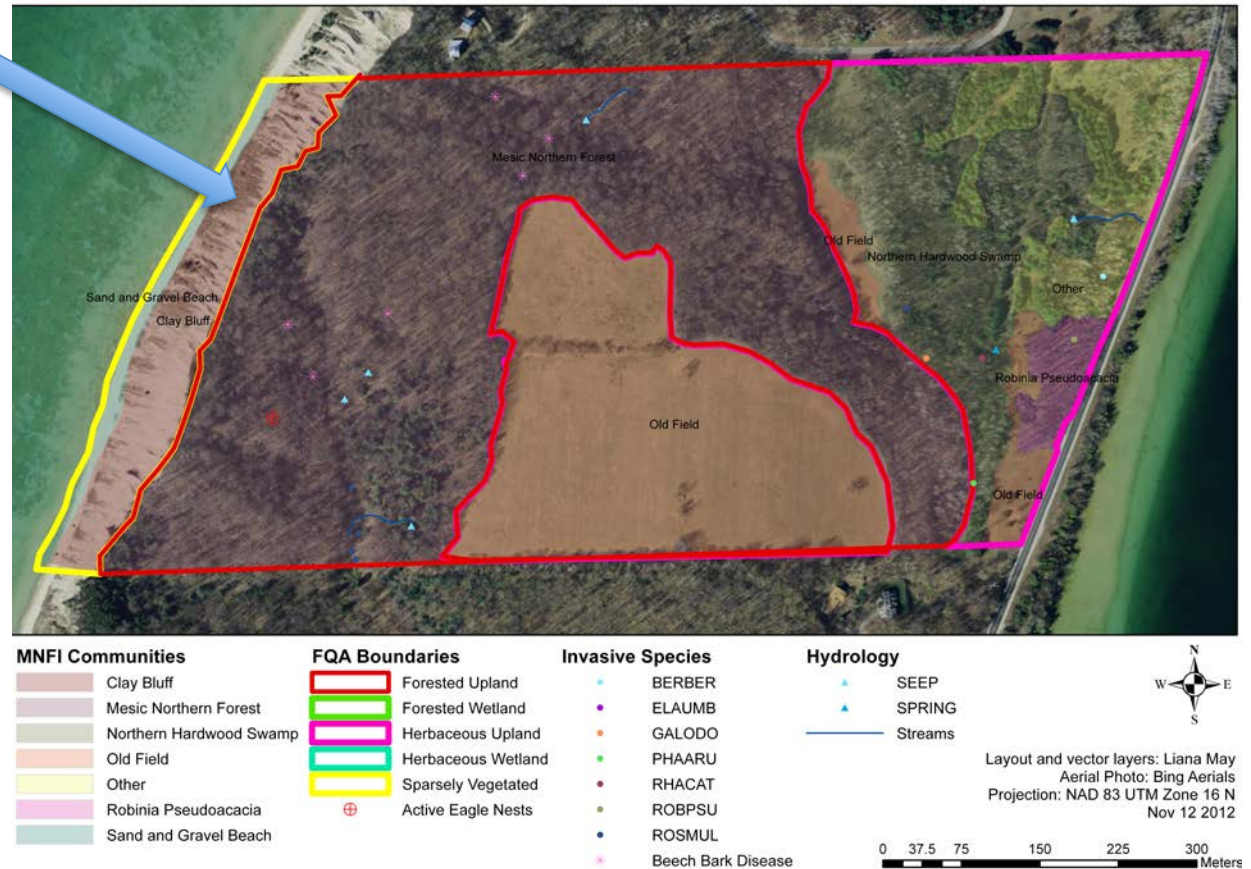 Mesic Northern Forest
Old Field
Northern Hardwood Swamp
Other
Sand and Gravel Beach
Clay Bluff
Robinia Pseudoacacia
Old Field
Old Field
MNFI Communities
Clay Bluff
Mesic Northern Forest
Northern Hardwood Swamp
Old Field
Other
Robinia Pseudoacacia
Sand and Gravel Beach
FQA Boundaries
Forested Upland
Forested Wetland
Herbaceous Upland
Herbaceous Wetland
Sparsely Vegetated
Active Eagle Nests
Invasive Species
BERBER
ELAUMB
GALODO
PHAARU
RHACAT
ROBPSU
ROSMUL
Beech Bark Disease
Hydrology
SEEP
SPRING
Streams
N
W E
S
Layout and vector layers: Liana May
Aerial Photo: Bing Aerials
Projection: NAD 83 UTM Zone 16 N
Nov 12 2012
0 37.5 75 150 225 300
Meters